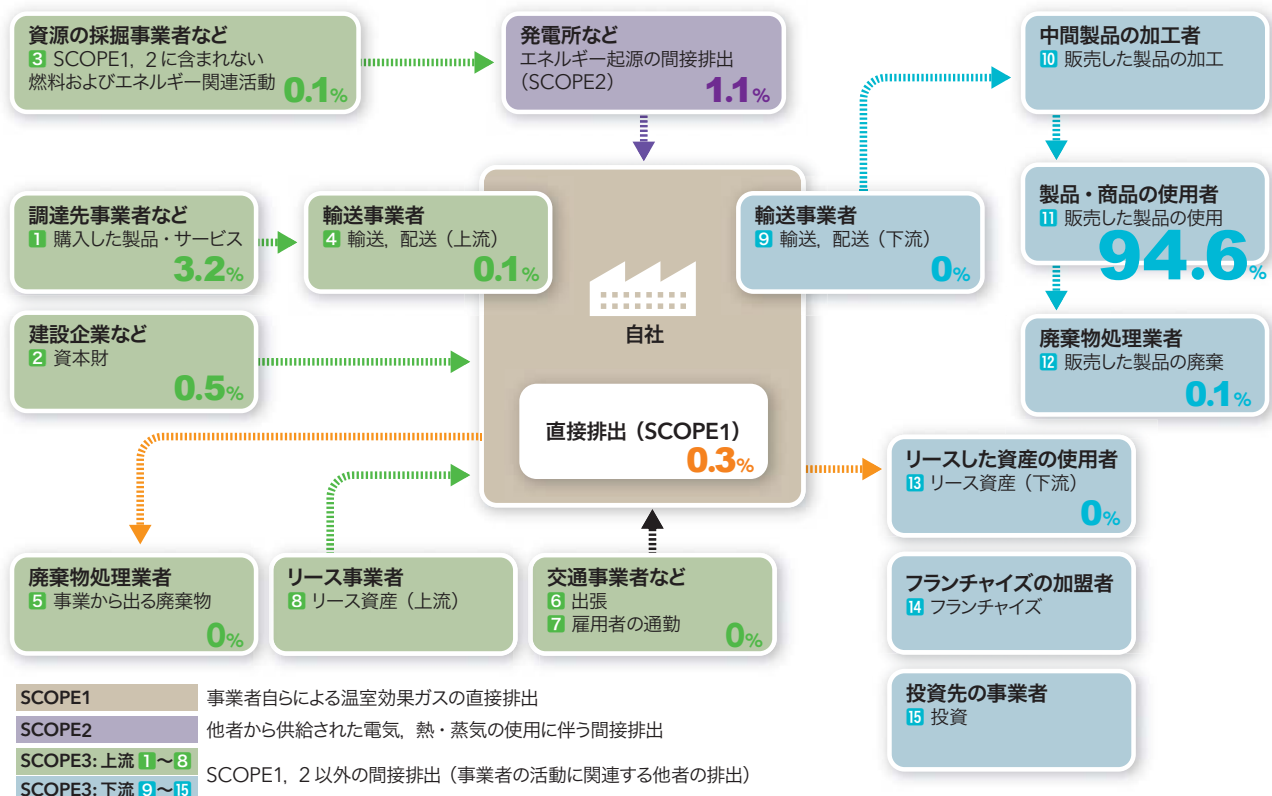 資源の採掘事業者など
3 SCOPE1，2に含まれない
燃料およびエネルギー関連活動
0.1%
発電所など
エネルギー起源の間接排出
(SCOPE2)
1.1%
中間製品の加工者
10 販売した製品の加工
調達先事業者など
1 購入した製品・サービス
3.2%
輸送事業者
4 輸送，配送（上流）
0.1%
自社
輸送事業者
9 輸送，配送（下流）
0%
製品・商品の使用者
11 販売した製品の使用
94.6%
建設企業など
2 資本財
0.5%
直接排出（SCOPE1）
0.3%
廃棄物処理業者
12 販売した製品の廃棄
0.1%
リースした資産の使用者
13 リース資産（下流）
0%
廃棄物処理業者
5 事業から出る廃棄物
0%
リース事業者
8 リース資産（上流）
交通事業者など
6 出張
7 雇用者の通勤
0%
フランチャイズの加盟者
14 フランチャイズ
投資先の事業者
15 投資
SCOPE1 事業者自らによる温室効果ガスの直接排出
SCOPE2 他者から供給された電気，熱・蒸気の使用に伴う間接排出
SCOPE3: 上流 1〜8
SCOPE3: 下流 9〜15
SCOPE1，2以外の間接排出（事業者の活動に関連する他者の排出）